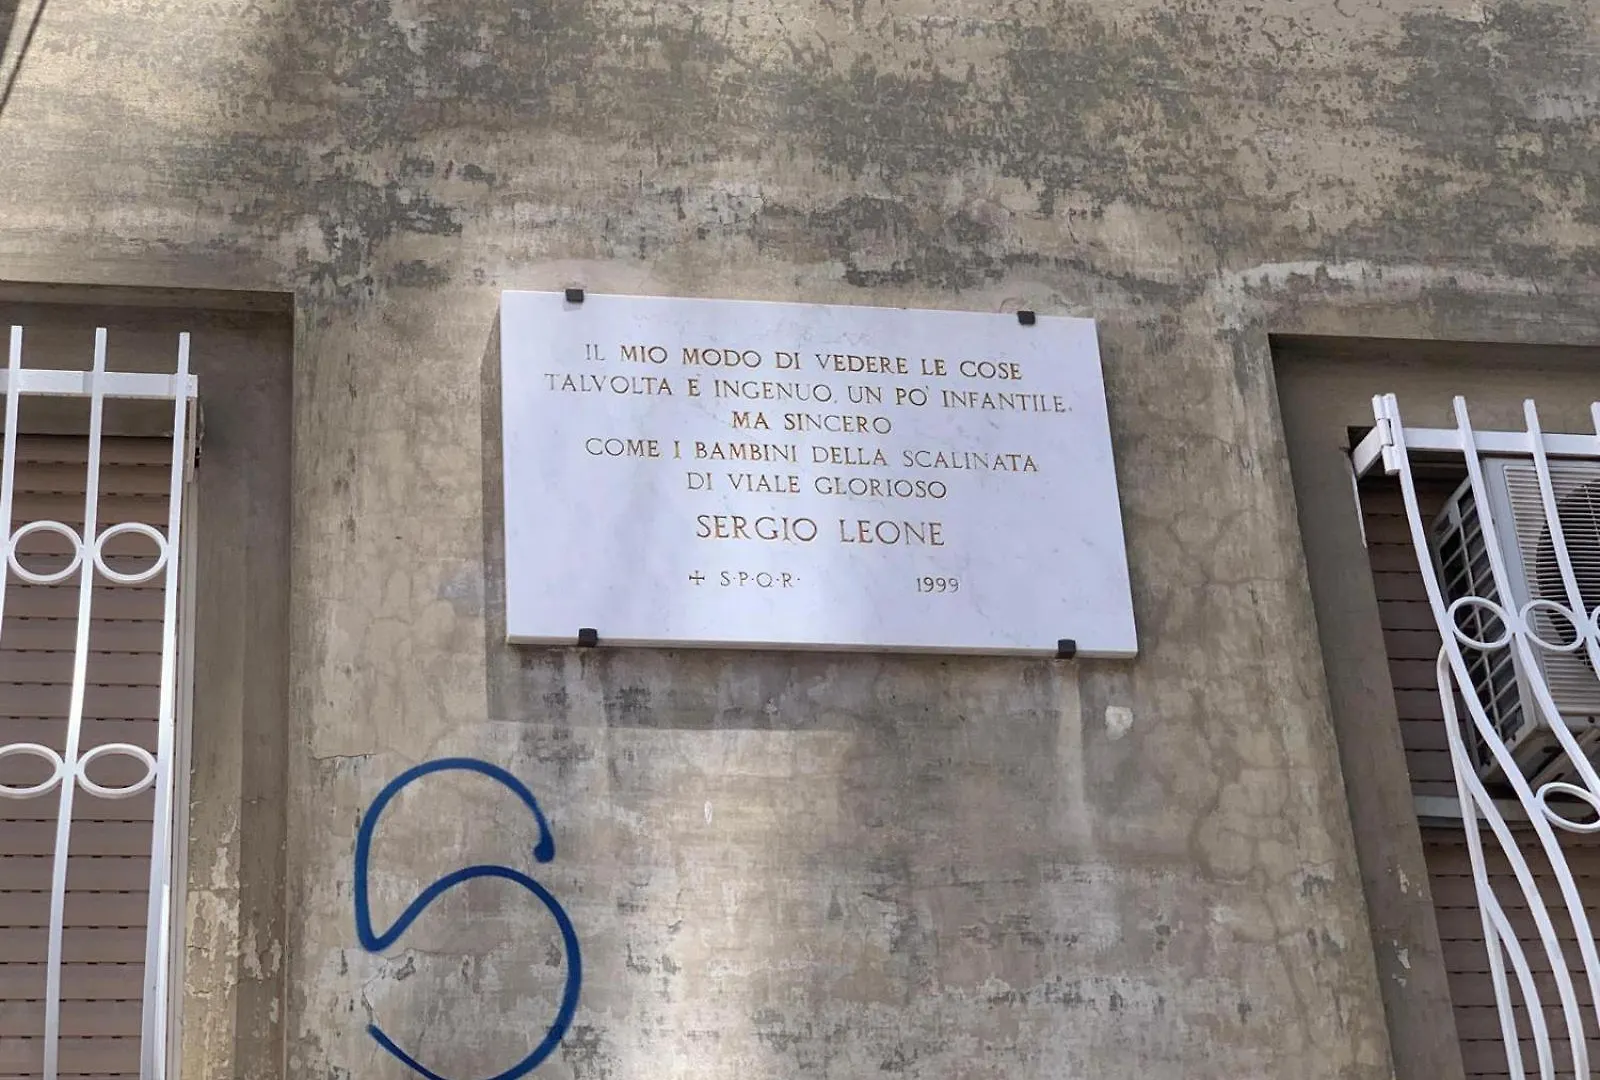 IL MIO MODO DI VEDERE LE COSE
TALVOLTA È INGENUO, UN PO' INFANTILE,
MA SINCERO
COME I BAMBINI DELLA SCALINATA
DI VIALE GLORIOSO
SERGIO LEONE
✢ S·P·Q·R· 1999